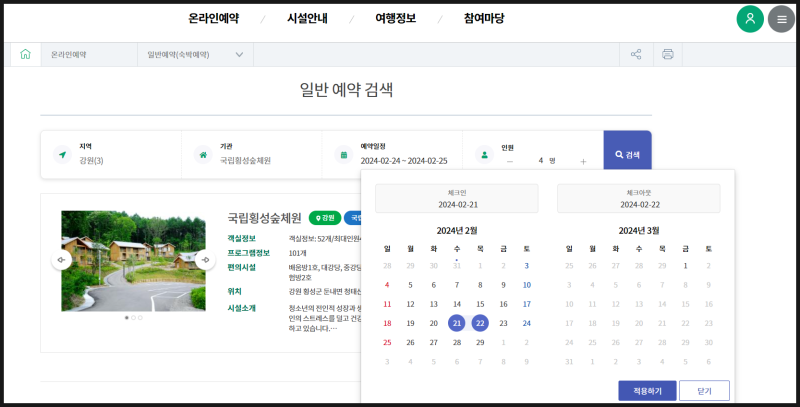 온라인예약 / 시설안내 / 여행정보 / 참여마당
온라인예약 일반예약(숙박예약)
일반 예약 검색
지역 기관 예약일정 인원
강원(3) 국립횡성숲체원 2024-02-24 ~ 2024-02-25 － 4 명 ＋ 검색
국립횡성숲체원 강원
객실정보 객실정보: 52개/최대인원
프로그램정보 101개
편의시설 배움방1호, 대강당, 중강당
험방2호
위치 강원 횡성군 둔내면 청태산
시설소개 청소년의 전인적 성장과
인의 스트레스를 덜고 건강
하고 있습니다.…
체크인 체크아웃
2024-02-21 2024-02-22
2024년 2월
일 월 화 수 목 금 토
28 29 30 31 1 2 3
4 5 6 7 8 9 10
11 12 13 14 15 16 17
18 19 20 21 22 23 24
25 26 27 28 29 1 2
3 4 5 6 7 8 9
2024년 3월
일 월 화 수 목 금 토
25 26 27 28 29 1 2
3 4 5 6 7 8 9
10 11 12 13 14 15 16
17 18 19 20 21 22 23
24 25 26 27 28 29 30
31 1 2 3 4 5 6
적용하기 닫기